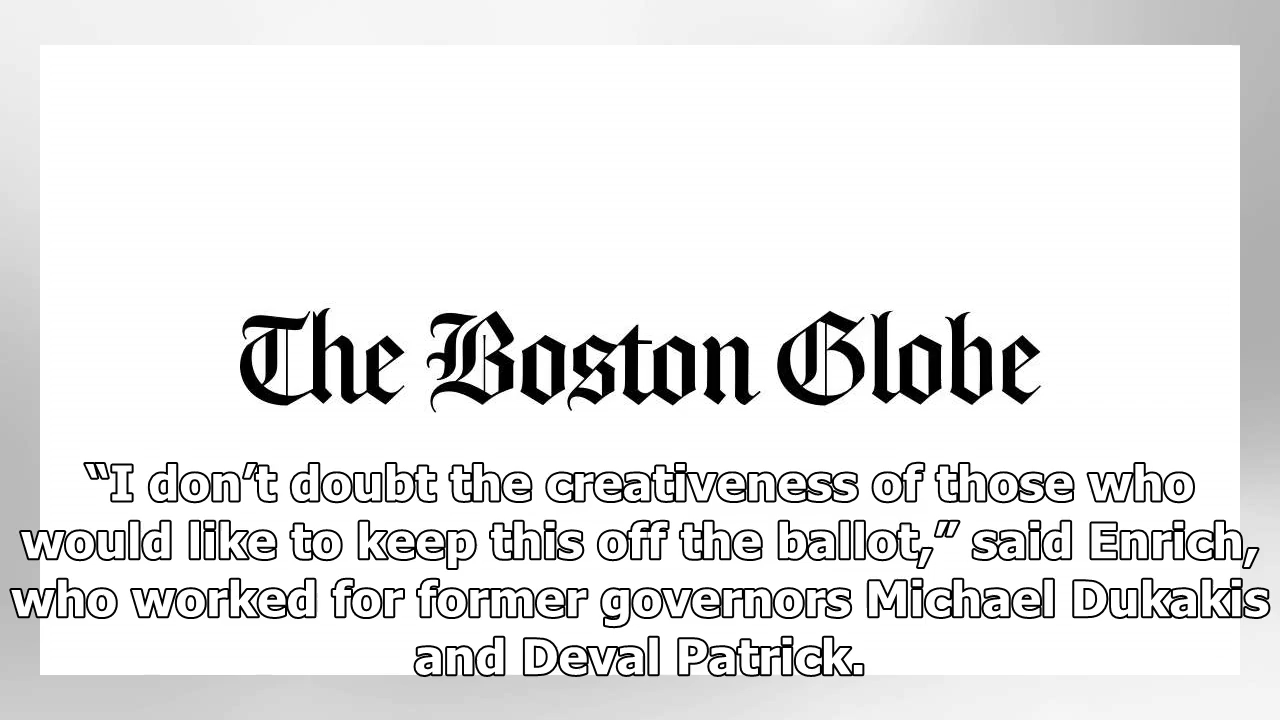 The Boston Globe
“I don’t doubt the creativeness of those who
would like to keep this off the ballot,” said Enrich,
who worked for former governors Michael Dukakis
and Deval Patrick.